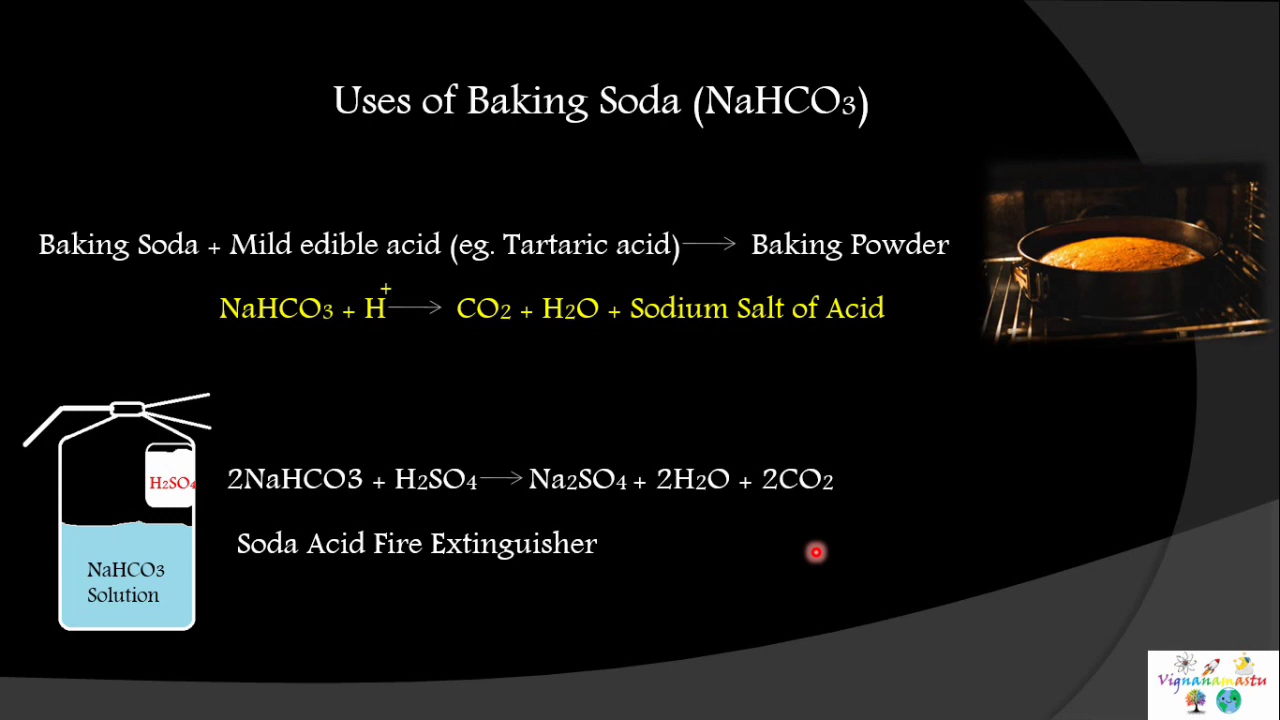 Uses of Baking Soda (NaHCO3)
Baking Soda + Mild edible acid (eg. Tartaric acid)⟶ Baking Powder
NaHCO3 + H+⟶ CO2 + H2O + Sodium Salt of Acid
H2SO4
2NaHCO3 + H2SO4⟶Na2SO4 + 2H2O + 2CO2
Soda Acid Fire Extinguisher
NaHCO3
Solution
Vignanamastu